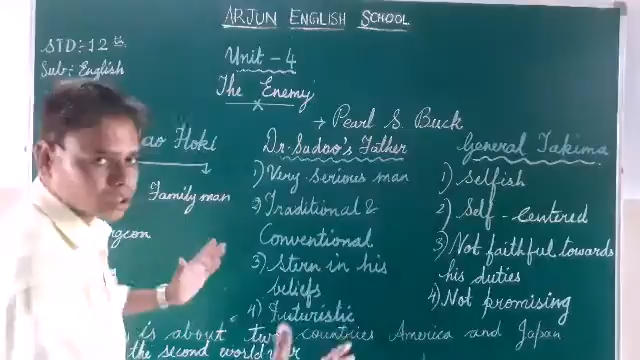 ARJUN ENGLISH SCHOOL
STD:-12th
Sub:- English
Unit - 4
The Enemy
→ Pearl S. Buck
ao Hoki
Family man
rgeon
Dr. Sadao's Father
1) Very serious man
2) Traditional &
Conventional
3) Stern in his
beliefs
4) Futuristic
General Takima
1) Selfish
2) Self - Centered
3) Not faithful towards
his duties
4) Not promising
is about two countries America and Japan
the second world war